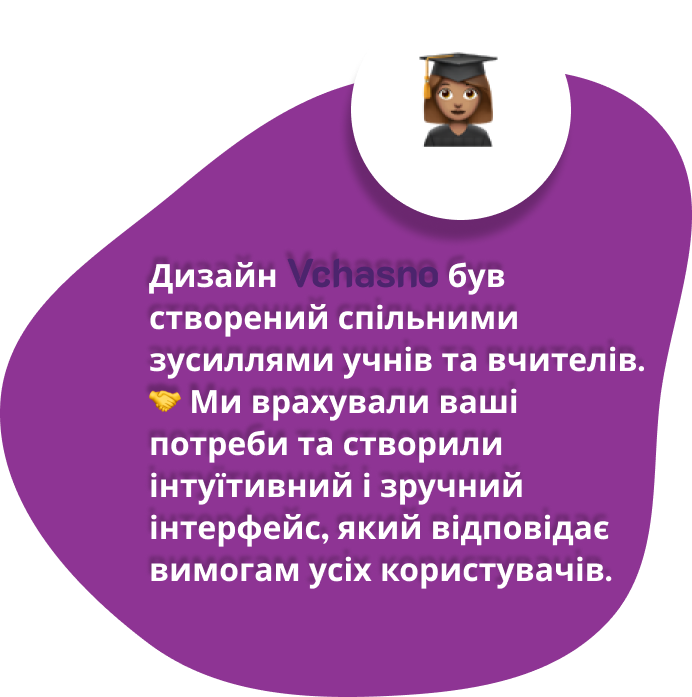 Дизайн Vchasno був
створений спільними
зусиллями учнів та вчителів.
🤝 Ми врахували ваші
потреби та створили
інтуїтивний і зручний
інтерфейс, який відповідає
вимогам усіх користувачів.